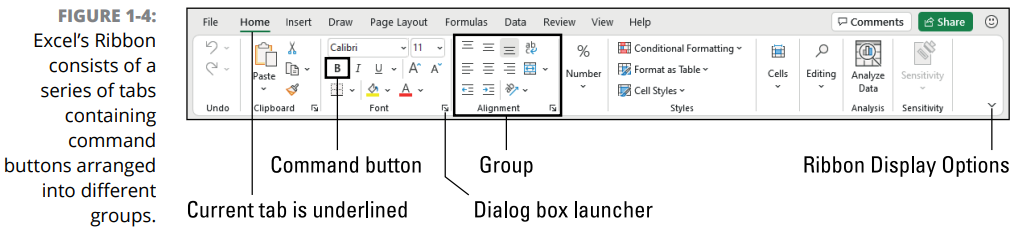 FIGURE 1-4:
Excel's Ribbon
consists of a
series of tabs
containing
command
buttons arranged
into different
groups.
File Home Insert Draw Page Layout Formulas Data Review View Help Comments Share
Calibri 11 ab Conditional Formatting
Paste B I U A A % Number Format as Table Cells Editing Analyze Data Sensitivity
A ab Cell Styles
Undo Clipboard Font Alignment Styles Analysis Sensitivity
Command button Group Ribbon Display Options
Current tab is underlined Dialog box launcher